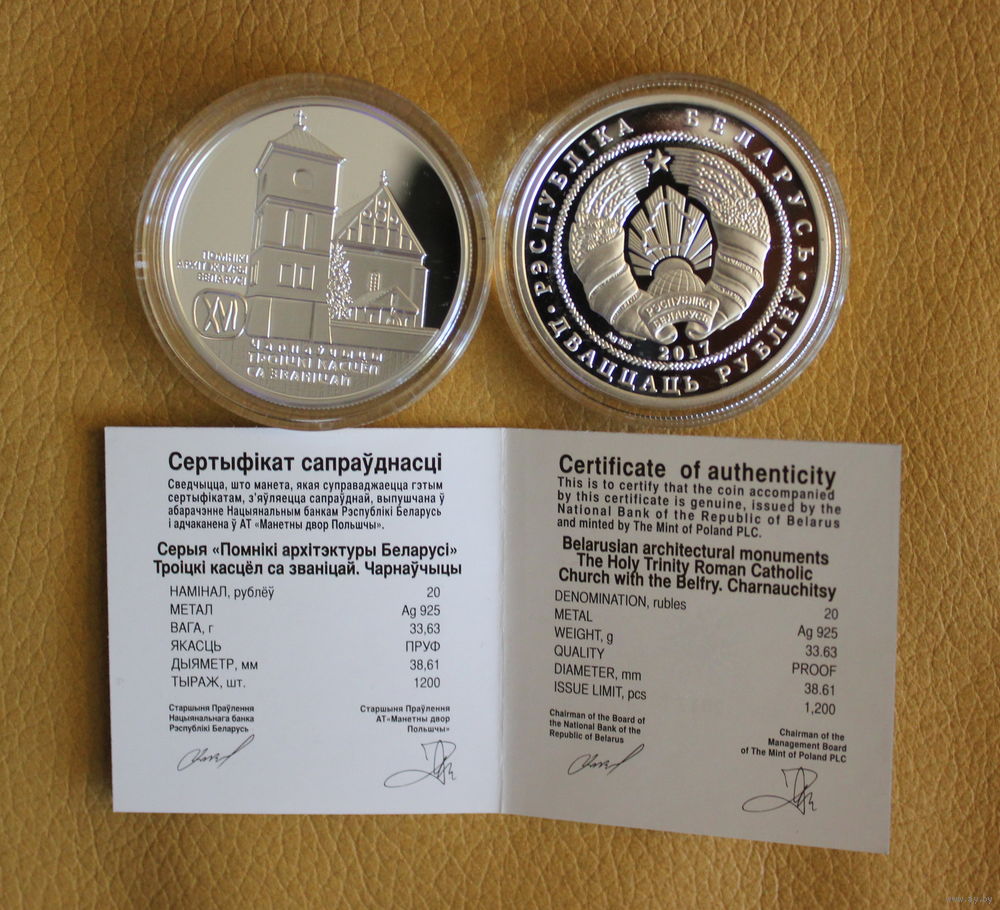 ПОМНІКІ
АРХІТЭКТУРЫ
БЕЛАРУСІ
XVI
ЧАРНАЎЧЫЦЫ
ТРОІЦКІ КАСЦЁЛ
СА ЗВАНІЦАЙ
РЭСПУБЛІКА БЕЛАРУСЬ
РЭСПУБЛІКА
БЕЛАРУСЬ
Ag 925
2017
ДВАЦЦАЦЬ РУБЛЁЎ
Сертыфікат сапраўднасці
Сведчыцца, што манета, якая суправаджаецца гэтым
сертыфікатам, з'яўляецца сапраўднай, выпушчана ў
абарачэнне Нацыянальным банкам Рэспублікі Беларусь
і адчаканена ў АТ «Манетны двор Польшчы».
Серыя «Помнікі архітэктуры Беларусі»
Троіцкі касцёл са званіцай. Чарнаўчыцы
НАМІНАЛ, рублёў 20
МЕТАЛ Ag 925
ВАГА, г 33,63
ЯКАСЦЬ ПРУФ
ДЫЯМЕТР, мм 38,61
ТЫРАЖ, шт. 1200
Старшыня Праўлення
Нацыянальнага банка
Рэспублікі Беларусь
Старшыня Праўлення
АТ«Манетны двор
Польшчы»
Certificate of authenticity
This is to certify that the coin accompanied
by this certificate is genuine, issued by the
National Bank of the Republic of Belarus
and minted by The Mint of Poland PLC.
Belarusian architectural monuments
The Holy Trinity Roman Catholic
Church with the Belfry. Charnauchitsy
DENOMINATION, rubles 20
METAL Ag 925
WEIGHT, g 33.63
QUALITY PROOF
DIAMETER, mm 38.61
ISSUE LIMIT, pcs 1,200
Chairman of the Board of
the National Bank of the
Republic of Belarus
Chairman of the
Management Board
of The Mint of Poland PLC
www.ay.by